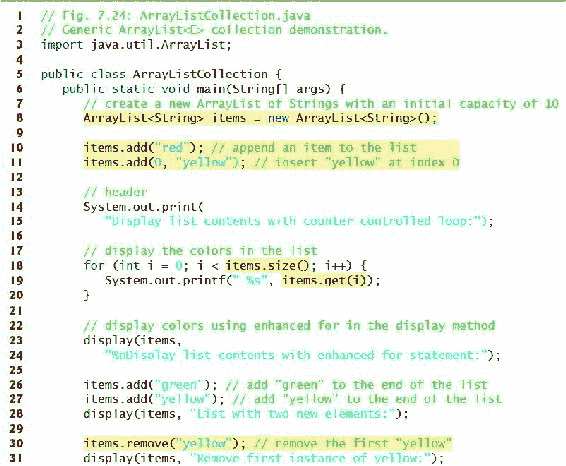 1 // Fig. 7.24: ArrayListCollection.java
2 // Generic ArrayList<E> collection demonstration.
3 import java.util.ArrayList;
4
5 public class ArrayListCollection {
6 public static void main(String[] args) {
7 // create a new ArrayList of Strings with an initial capacity of 10
8 ArrayList<String> items = new ArrayList<String>();
9
10 items.add("red"); // append an item to the list
11 items.add(0, "yellow"); // insert "yellow" at index 0
12
13 // header
14 System.out.print(
15 "Display list contents with counter controlled loop:");
16
17 // display the colors in the list
18 for (int i = 0; i < items.size(); i++) {
19 System.out.printf(" %s", items.get(i));
20 }
21
22 // display colors using enhanced for in the display method
23 display(items,
24 "%nDisplay list contents with enhanced for statement:");
25
26 items.add("green"); // add "green" to the end of the list
27 items.add("yellow"); // add "yellow" to the end of the list
28 display(items, "List with two new elements:");
29
30 items.remove("yellow"); // remove the first "yellow"
31 display(items, "Remove first instance of yellow:");